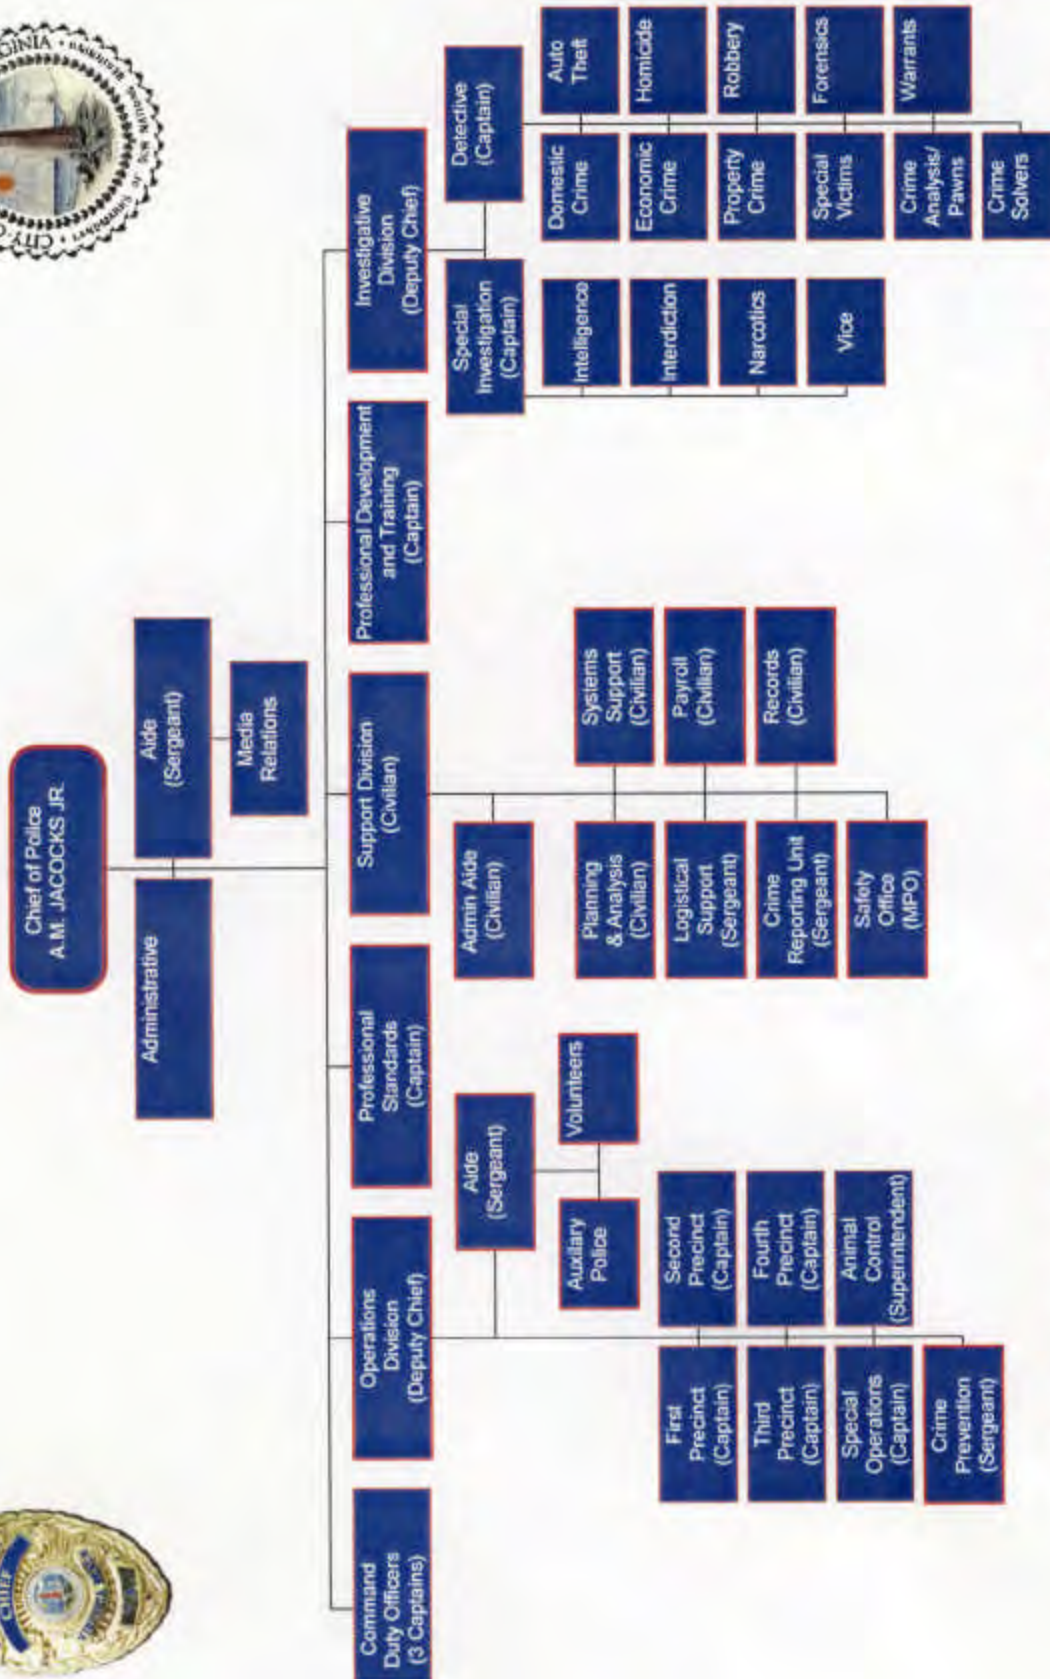 CHIEF
Chief of Police
A.M. JACOCKS JR.
Administrative
Aide
(Sergeant)
Media
Relations
Command
Duty Officers
(3 Captains)
Operations
Division
(Deputy Chief)
Professional
Standards
(Captain)
Support Division
(Civilian)
Professional Development
and Training
(Captain)
Investigative
Division
(Deputy Chief)
Aide
(Sergeant)
Auxilary
Police
Volunteers
First
Precinct
(Captain)
Second
Precinct
(Captain)
Third
Precinct
(Captain)
Fourth
Precinct
(Captain)
Special
Operations
(Captain)
Animal
Control
(Superintendent)
Crime
Prevention
(Sergeant)
Admin Aide
(Civilian)
Planning
& Analysis
(Civilian)
Systems
Support
(Civilian)
Logistical
Support
(Sergeant)
Payroll
(Civilian)
Crime
Reporting Unit
(Sergeant)
Records
(Civilian)
Safety
Office
(MPO)
Special
Investigation
(Captain)
Detective
(Captain)
Intelligence
Interdiction
Narcotics
Vice
Domestic
Crime
Auto
Theft
Economic
Crime
Homicide
Property
Crime
Robbery
Special
Victims
Forensics
Crime
Analysis/
Pawns
Warrants
Crime
Solvers